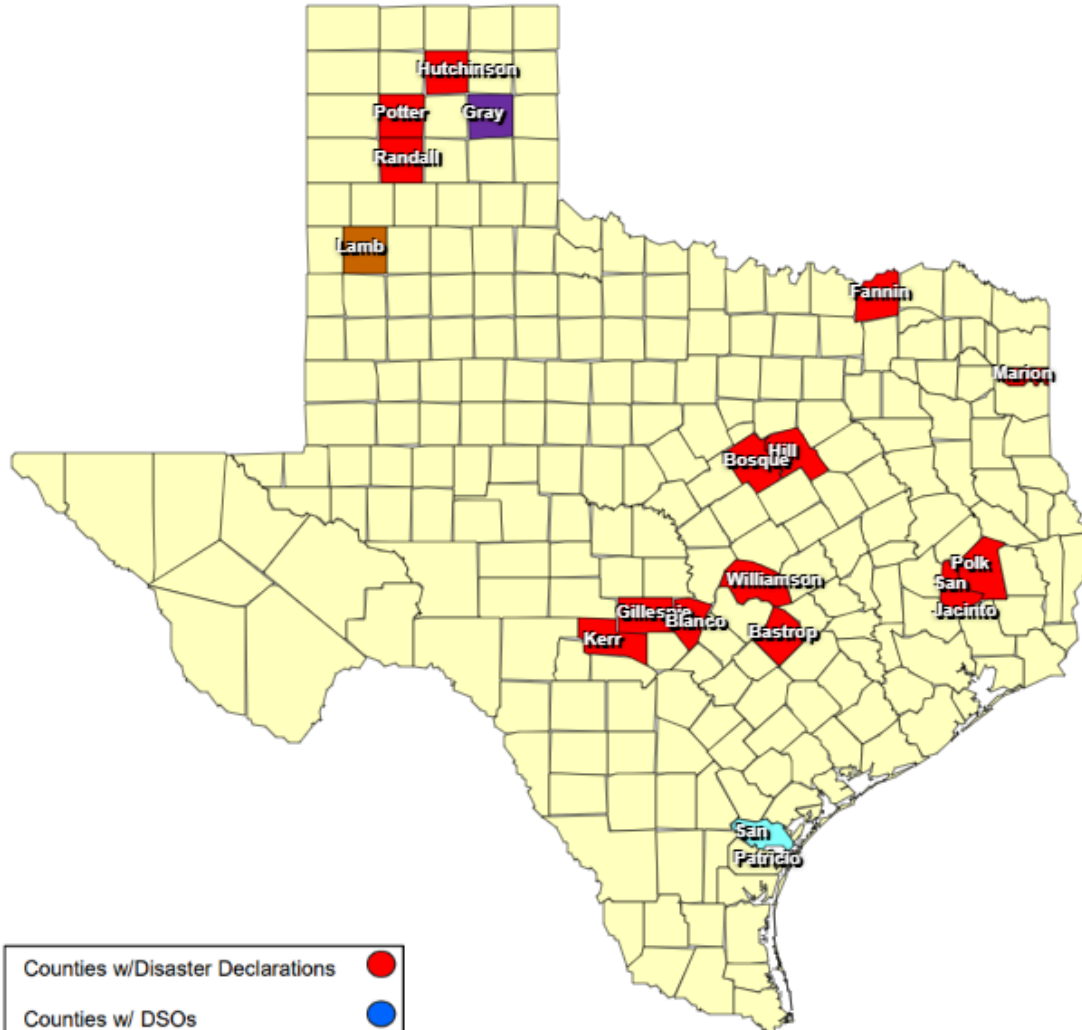 Hutchinson
Potter
Gray
Randall
Lamb
Fannin
Marion
Hill
Bosque
Polk
Williamson
San
Jacinto
Gillespie
Blanco
Bastrop
Kerr
San
Patricio
Counties w/Disaster Declarations
Counties w/ DSOs